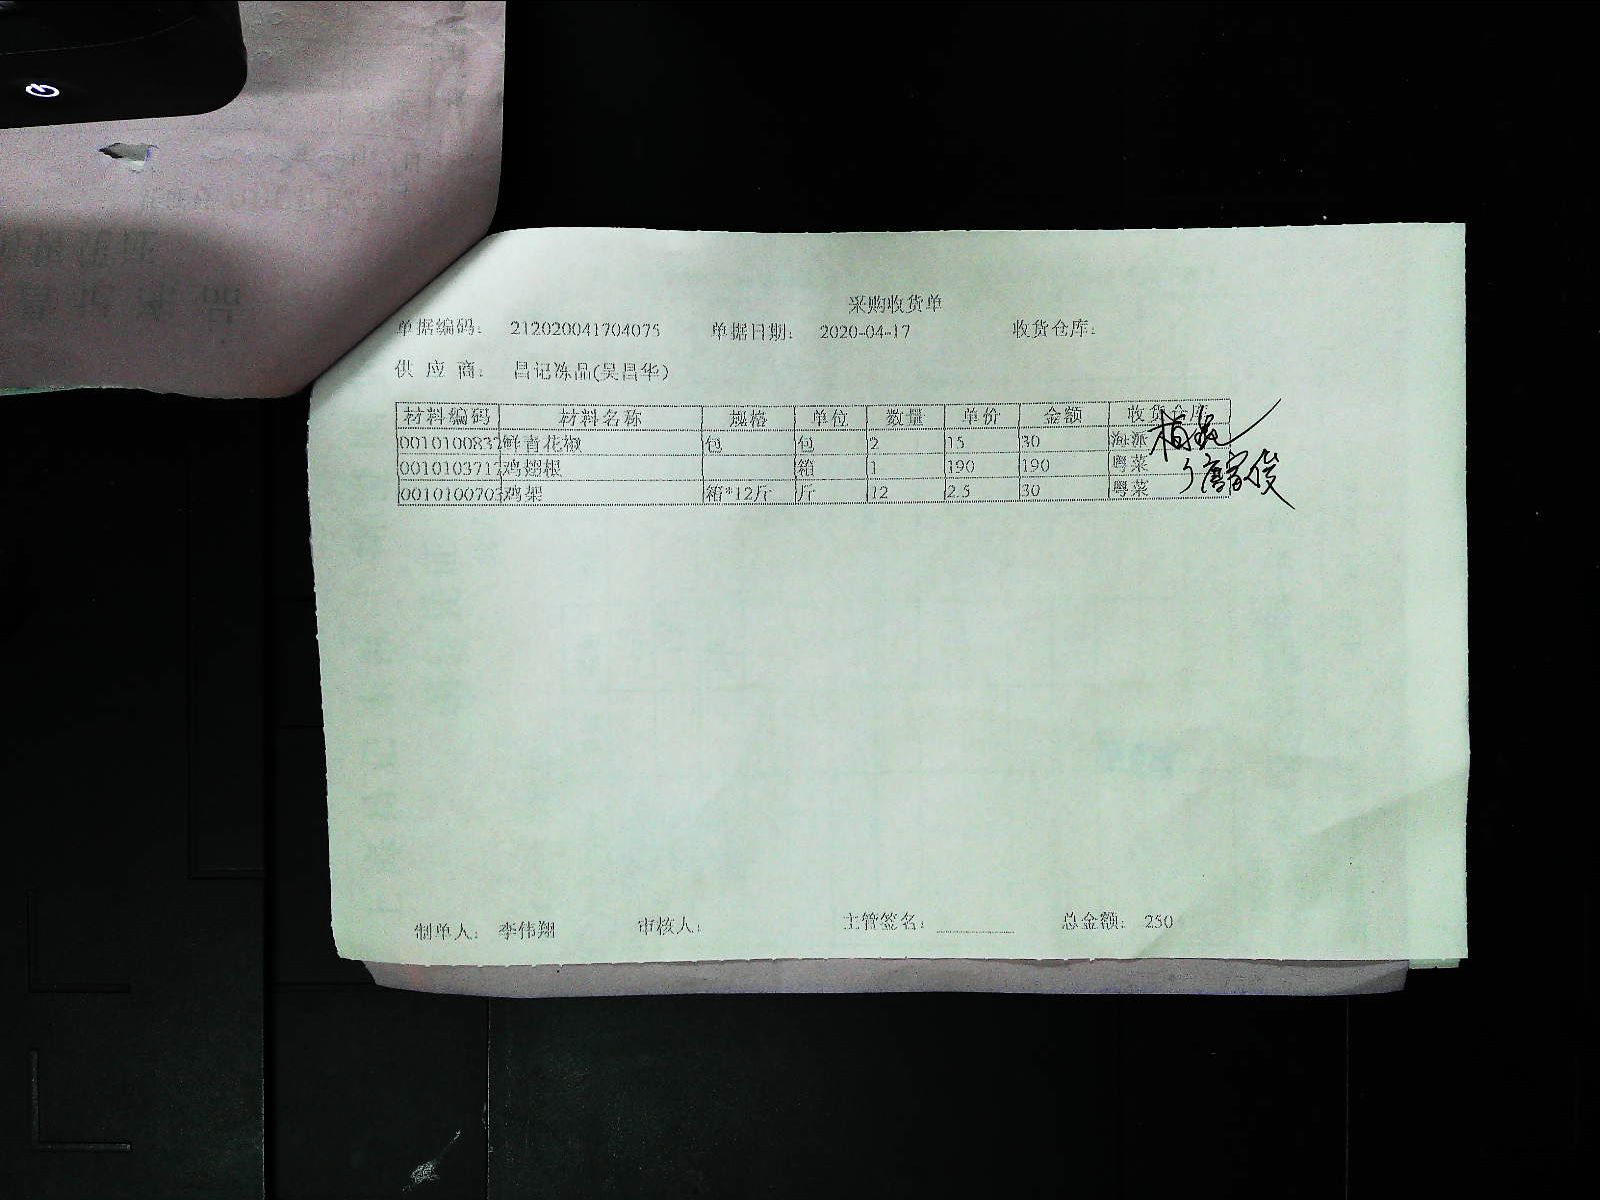 采购收货单
单据编码: 212020041704075 单据日期: 2020-04-17 收货仓库:
供 应 商: 昌记冻品(吴昌华)
材料编码 材料名称 规格 单位 数量 单价 金额 收货仓库
0010100837 鲜青花椒 包 包 2 15 30 海派
0010103717 鸡翅根 箱 1 190 190 粤菜
0010100703 鸡架 箱*12斤 斤 12 2.5 30 粤菜
制单人: 李伟翔 审核人: 主管签名: 总金额: 250